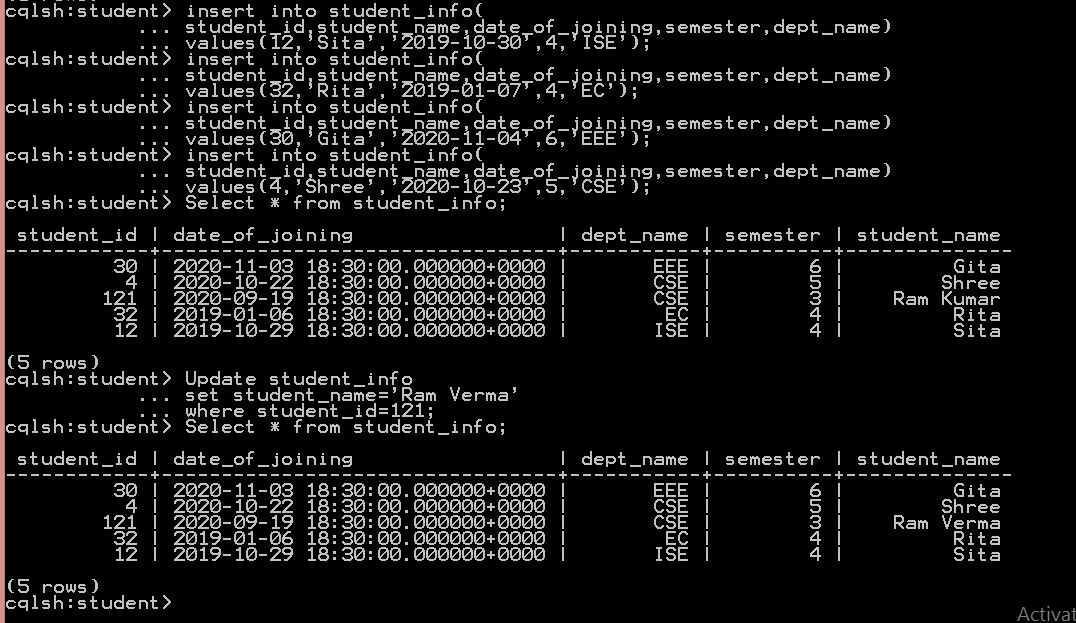 cqlsh:student> insert into student_info(
... student_id,student_name,date_of_joining,semester,dept_name)
... values(12,'Sita','2019-10-30',4,'ISE');
cqlsh:student> insert into student_info(
... student_id,student_name,date_of_joining,semester,dept_name)
... values(32,'Rita','2019-01-07',4,'EC');
cqlsh:student> insert into student_info(
... student_id,student_name,date_of_joining,semester,dept_name)
... values(30,'Gita','2020-11-04',6,'EEE');
cqlsh:student> insert into student_info(
... student_id,student_name,date_of_joining,semester,dept_name)
... values(4,'Shree','2020-10-23',5,'CSE');
cqlsh:student> Select * from student_info;
student_id | date_of_joining | dept_name | semester | student_name
------------+---------------------------------+-----------+----------+--------------
30 | 2020-11-03 18:30:00.000000+0000 | EEE | 6 | Gita
4 | 2020-10-22 18:30:00.000000+0000 | CSE | 5 | Shree
121 | 2020-09-19 18:30:00.000000+0000 | CSE | 3 | Ram Kumar
32 | 2019-01-06 18:30:00.000000+0000 | EC | 4 | Rita
12 | 2019-10-29 18:30:00.000000+0000 | ISE | 4 | Sita
(5 rows)
cqlsh:student> Update student_info
... set student_name='Ram Verma'
... where student_id=121;
cqlsh:student> Select * from student_info;
student_id | date_of_joining | dept_name | semester | student_name
------------+---------------------------------+-----------+----------+--------------
30 | 2020-11-03 18:30:00.000000+0000 | EEE | 6 | Gita
4 | 2020-10-22 18:30:00.000000+0000 | CSE | 5 | Shree
121 | 2020-09-19 18:30:00.000000+0000 | CSE | 3 | Ram Verma
32 | 2019-01-06 18:30:00.000000+0000 | EC | 4 | Rita
12 | 2019-10-29 18:30:00.000000+0000 | ISE | 4 | Sita
(5 rows)
cqlsh:student>
Activat